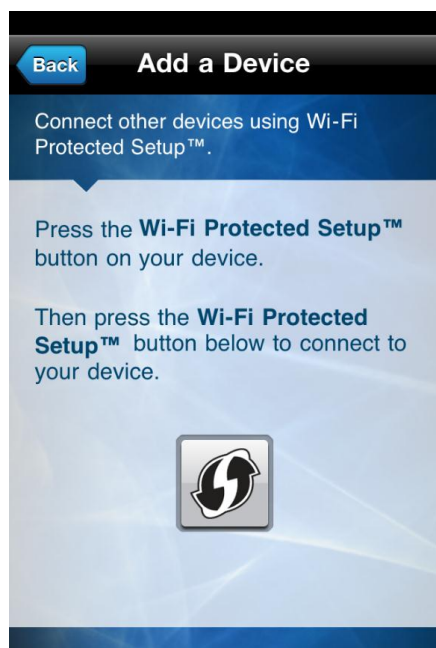 Back
Add a Device
Connect other devices using Wi-Fi
Protected Setup™.
Press the Wi-Fi Protected Setup™
button on your device.
Then press the Wi-Fi Protected
Setup™ button below to connect to
your device.